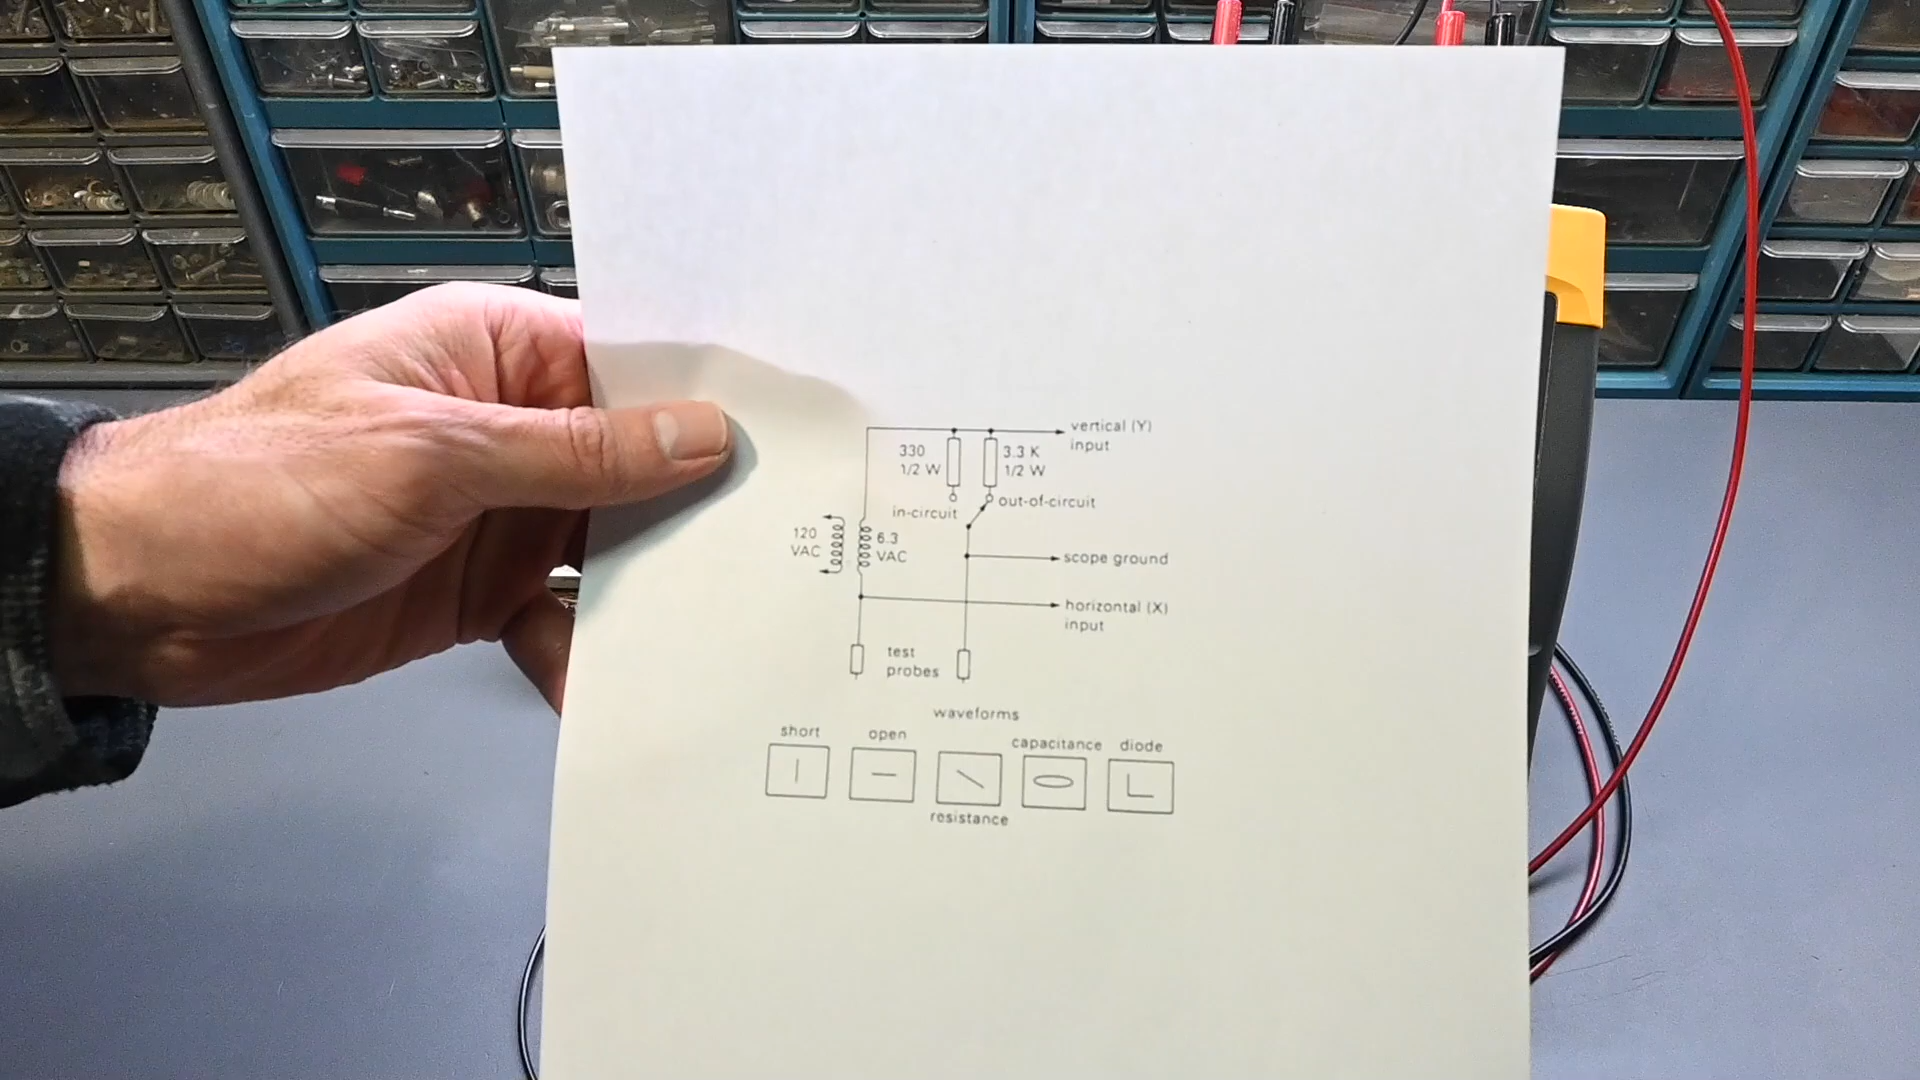 vertical (Y)
input
330
1/2 W
3.3 K
1/2 W
in-circuit
out-of-circuit
120
VAC
6.3
VAC
scope ground
horizontal (X)
input
test
probes
waveforms
short
open
capacitance
diode
resistance